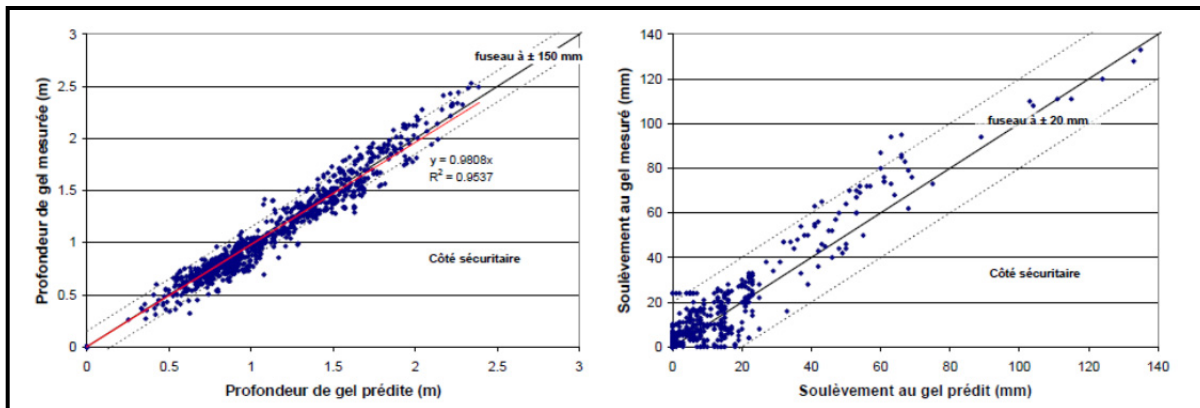 3
2.5
2
1.5
1
0.5
0
Profondeur de gel mesurée (m)
fuseau à ± 150 mm
y = 0.9808x
R² = 0.9537
Côté sécuritaire
0 0.5 1 1.5 2 2.5 3
Profondeur de gel prédite (m)
140
120
100
80
60
40
20
0
Soulèvement au gel mesuré (mm)
fuseau à ± 20 mm
Côté sécuritaire
0 20 40 60 80 100 120 140
Soulèvement au gel prédit (mm)